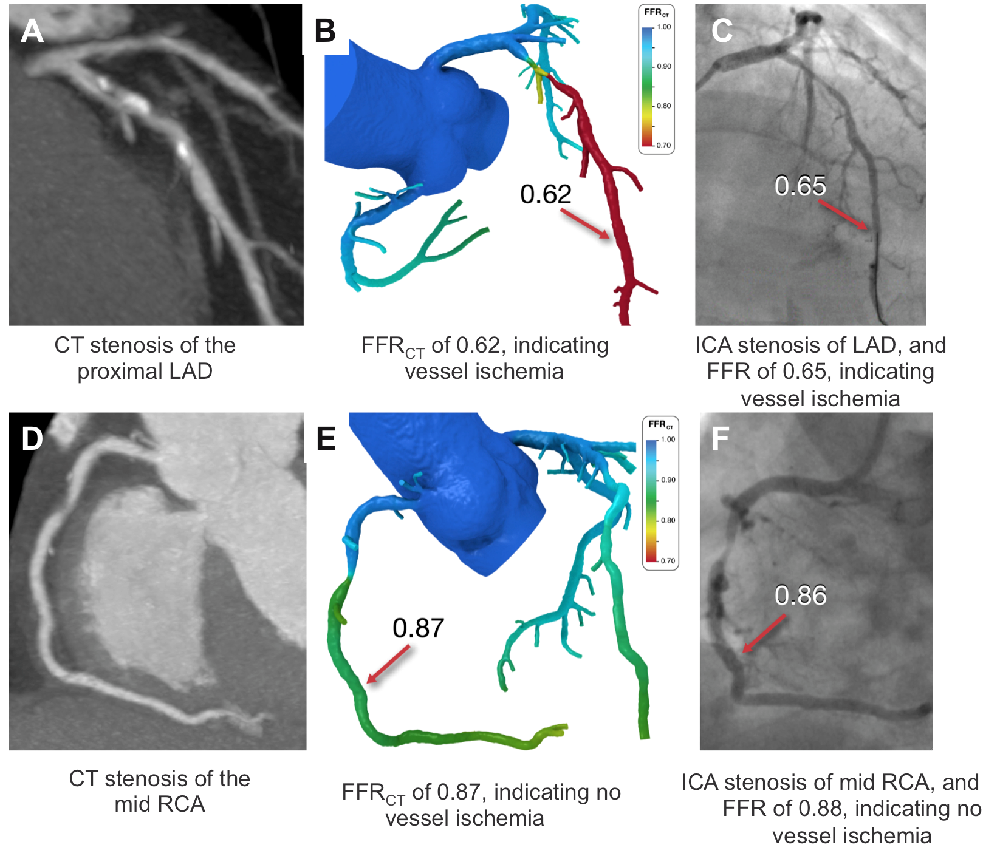 A
B
FFRCT
1.00
0.90
0.80
0.70
0.62
C
0.65
CT stenosis of the
proximal LAD
FFRCT of 0.62, indicating
vessel ischemia
ICA stenosis of LAD, and
FFR of 0.65, indicating
vessel ischemia
D
E
FFRCT
1.00
0.90
0.80
0.70
0.87
F
0.86
CT stenosis of the
mid RCA
FFRCT of 0.87, indicating no
vessel ischemia
ICA stenosis of mid RCA, and
FFR of 0.88, indicating no
vessel ischemia